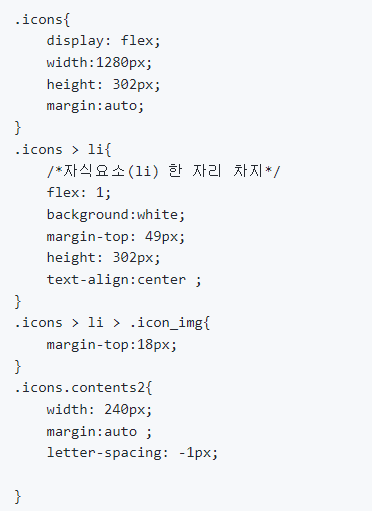 .icons{
    display: flex;
    width:1280px;
    height: 302px;
    margin:auto;
}
.icons > li{
    /*자식요소(li) 한 자리 차지*/
    flex: 1;
    background:white;
    margin-top: 49px;
    height: 302px;
    text-align:center ;
}
.icons > li > .icon_img{
    margin-top:18px;
}
.icons.contents2{
    width: 240px;
    margin:auto ;
    letter-spacing: -1px;
}